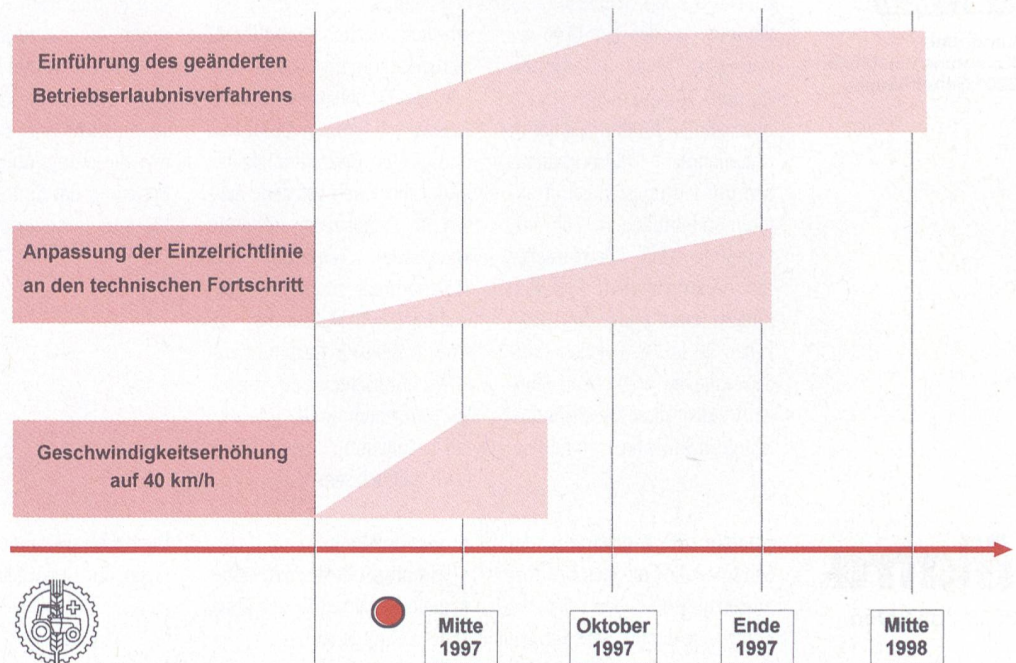 Einführung des geänderten
Betriebserlaubnisverfahrens
Anpassung der Einzelrichtlinie
an den technischen Fortschritt
Geschwindigkeitserhöhung
auf 40 km/h
Mitte
1997
Oktober
1997
Ende
1997
Mitte
1998